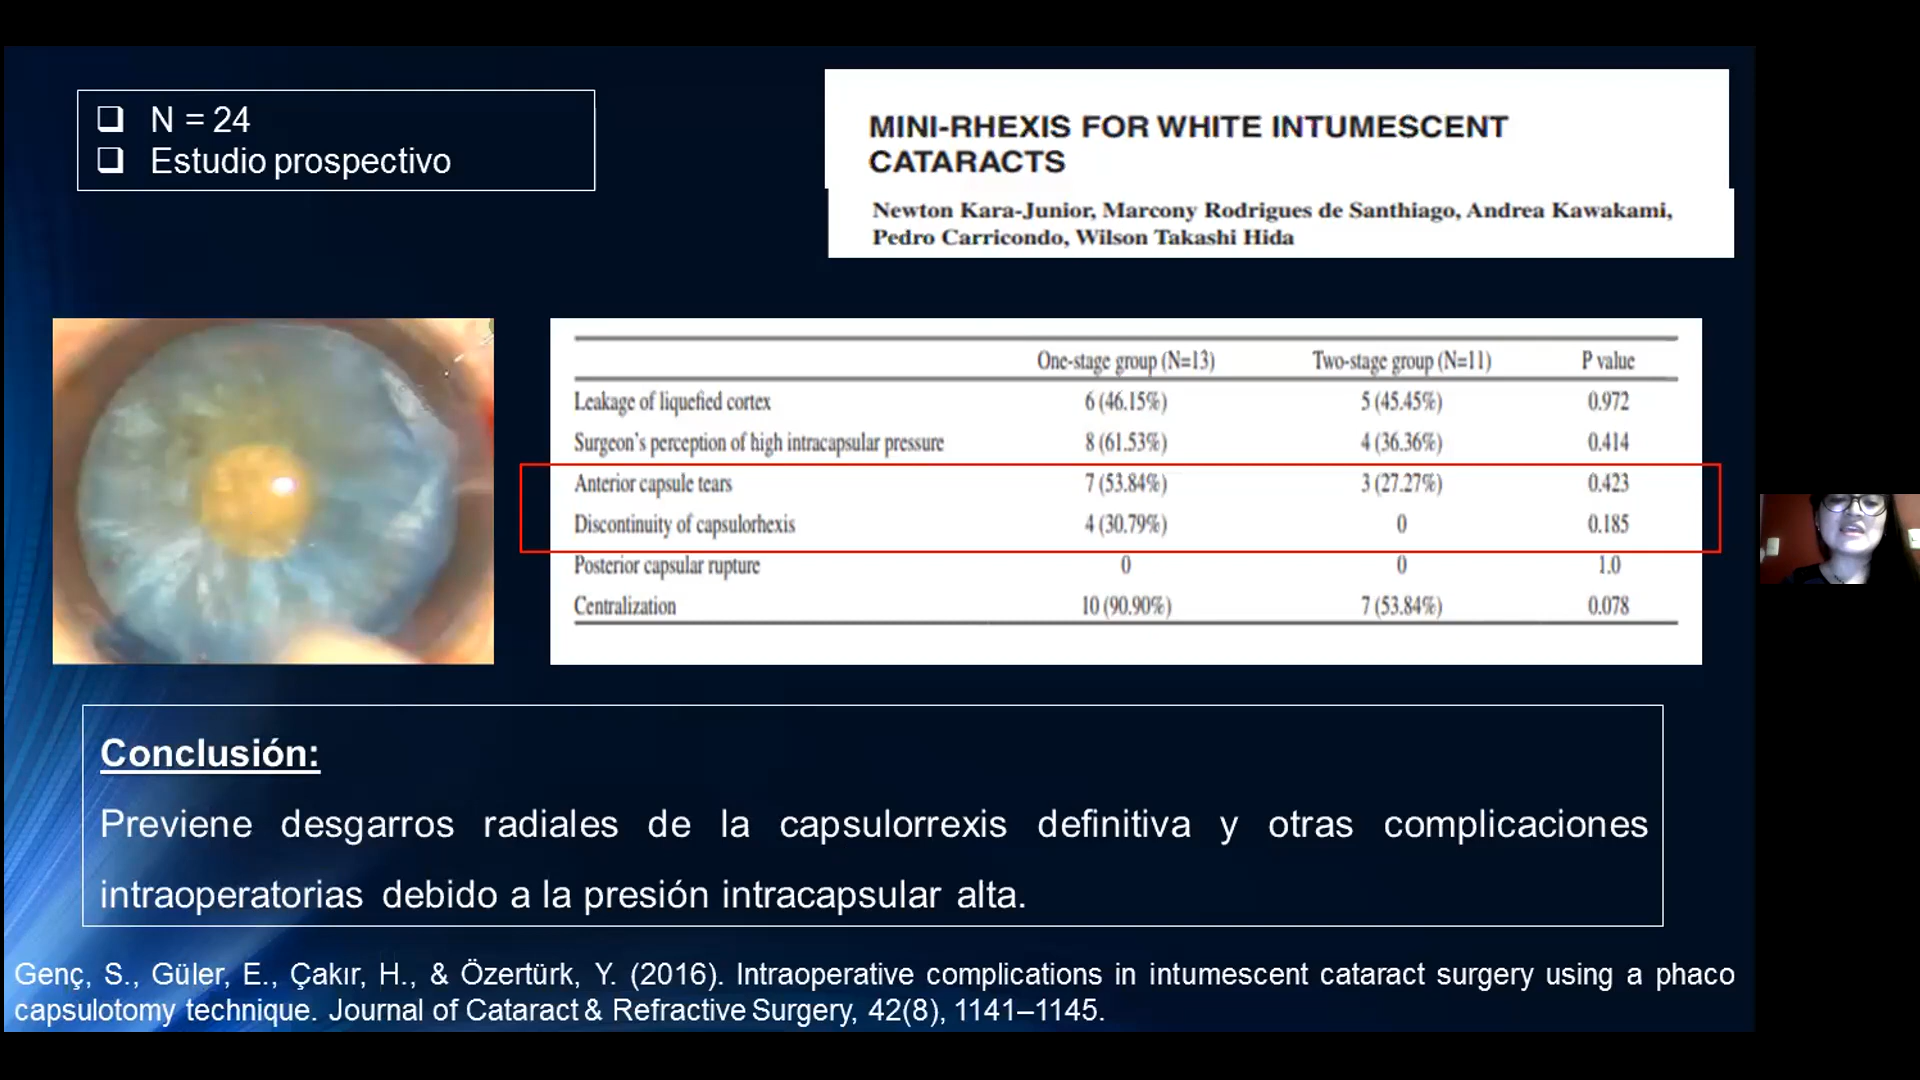 N = 24
Estudio prospectivo
MINI-RHEXIS FOR WHITE INTUMESCENT
CATARACTS
Newton Kara-Junior, Marcony Rodrigues de Santhiago, Andrea Kawakami,
Pedro Carricondo, Wilson Takashi Hida
One-stage group (N=13) Two-stage group (N=11) P value
Leakage of liquefied cortex 6 (46.15%) 5 (45.45%) 0.972
Surgeon's perception of high intracapsular pressure 8 (61.53%) 4 (36.36%) 0.414
Anterior capsule tears 7 (53.84%) 3 (27.27%) 0.423
Discontinuity of capsulorhexis 4 (30.79%) 0 0.185
Posterior capsular rupture 0 0 1.0
Centralization 10 (90.90%) 7 (53.84%) 0.078
Conclusión:
Previene desgarros radiales de la capsulorrexis definitiva y otras complicaciones
intraoperatorias debido a la presión intracapsular alta.
Genç, S., Güler, E., Çakır, H., & Özertürk, Y. (2016). Intraoperative complications in intumescent cataract surgery using a phaco
capsulotomy technique. Journal of Cataract & Refractive Surgery, 42(8), 1141–1145.